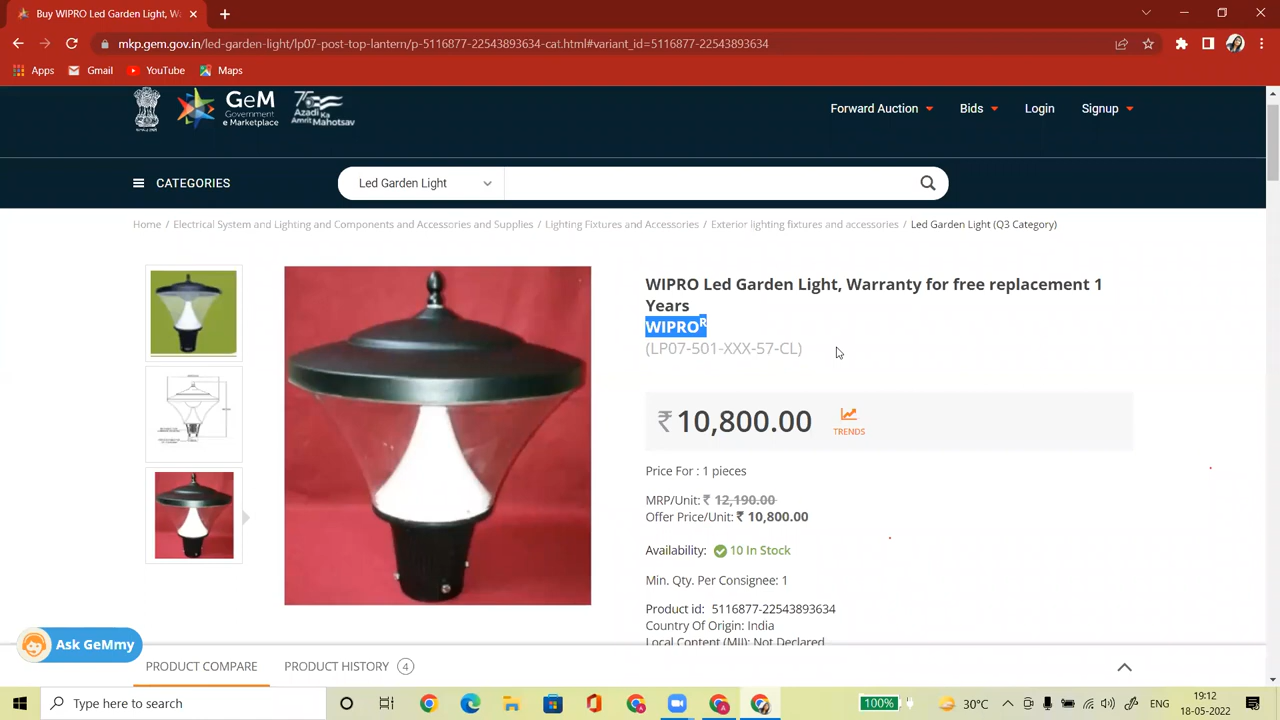 Buy WIPRO Led Garden Light, Wa
mkp.gem.gov.in/led-garden-light/lp07-post-top-lantern/p-5116877-22543893634-cat.html#variant_id=5116877-22543893634
Apps Gmail YouTube Maps
GeM
Government
e Marketplace
Azadi Ka
Amrit Mahotsav
Forward Auction Bids Login Signup
CATEGORIES Led Garden Light
Home / Electrical System and Lighting and Components and Accessories and Supplies / Lighting Fixtures and Accessories / Exterior lighting fixtures and accessories / Led Garden Light (Q3 Category)
WIPRO Led Garden Light, Warranty for free replacement 1
Years
WIPROR
(LP07-501-XXX-57-CL)
₹ 10,800.00
TRENDS
Price For : 1 pieces
MRP/Unit: ₹ 12,190.00
Offer Price/Unit: ₹ 10,800.00
Availability: 10 In Stock
Min. Qty. Per Consignee: 1
Product id: 5116877-22543893634
Country Of Origin: India
Local Content (MII): Not Declared
Ask GeMmy
PRODUCT COMPARE PRODUCT HISTORY 4
Type here to search
100% 30°C ENG 19:12
18-05-2022